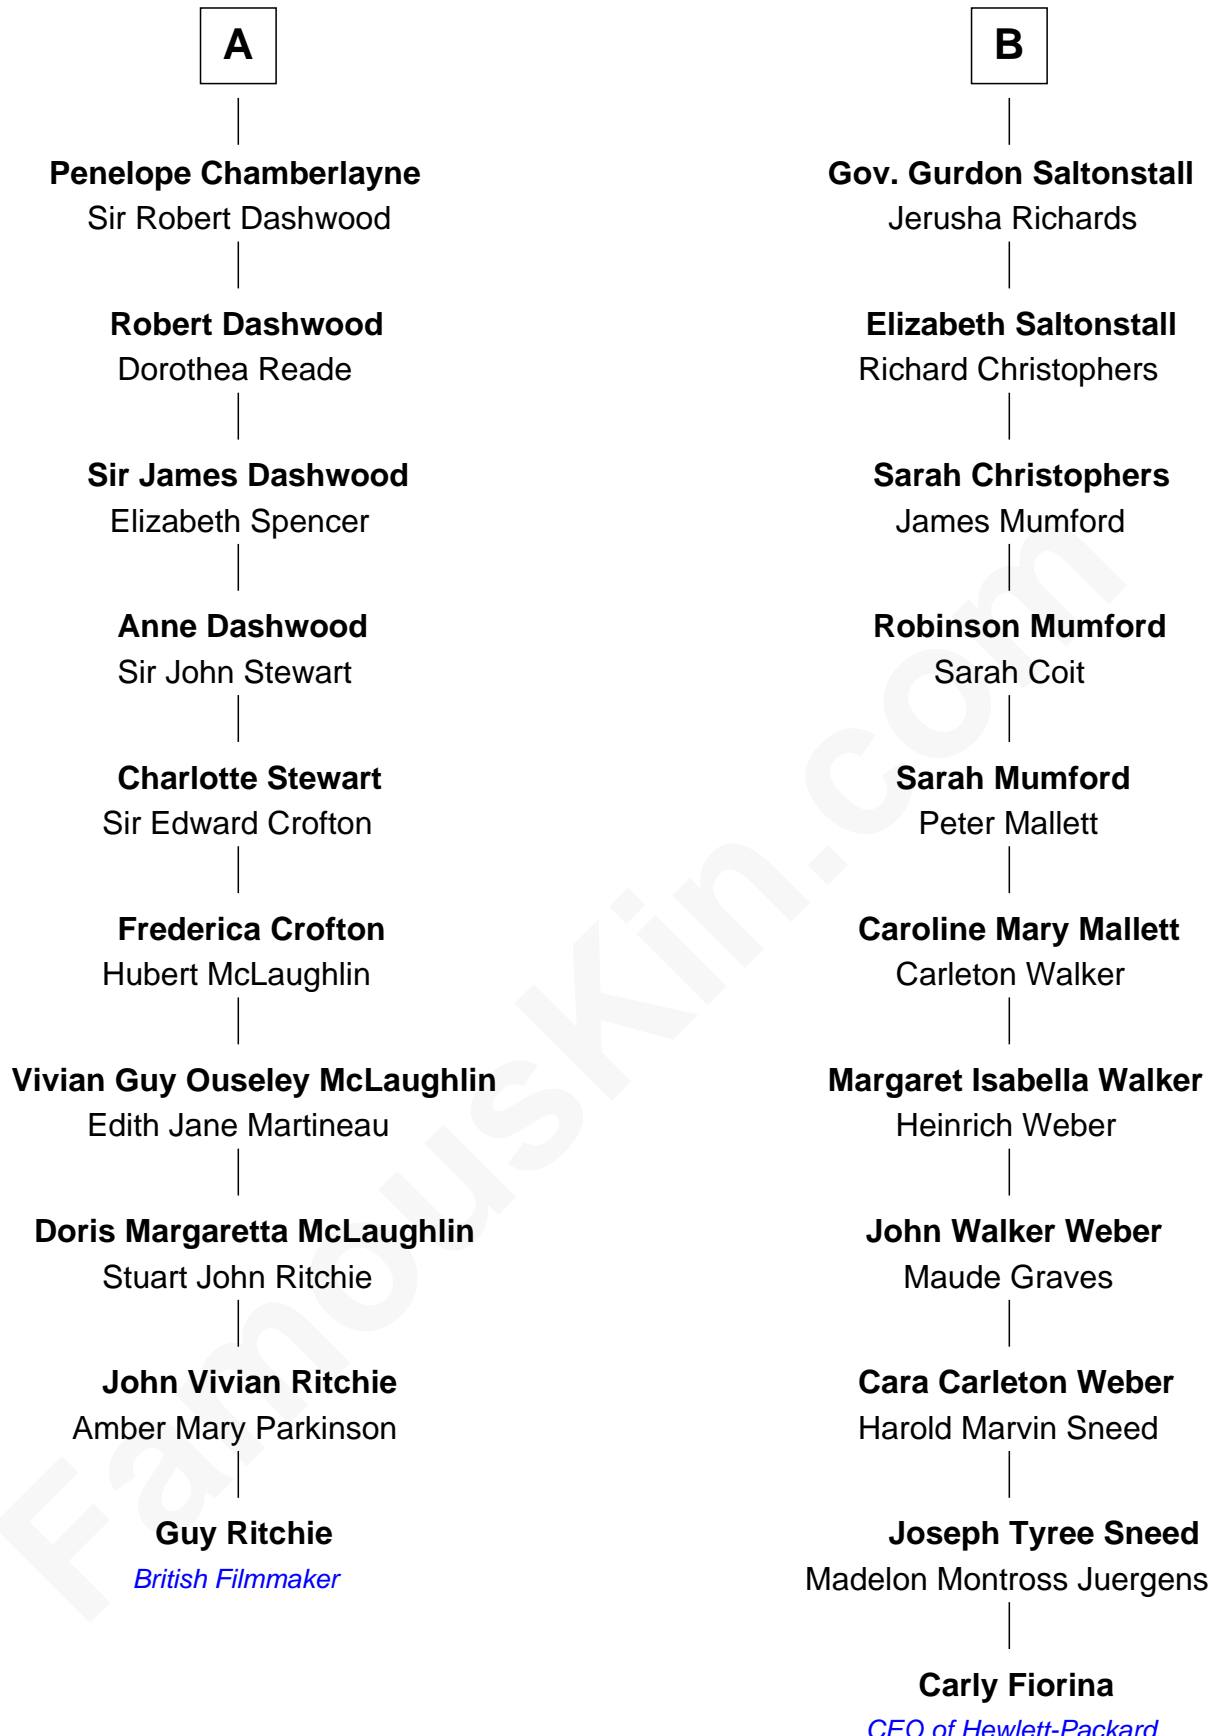 A
Penelope Chamberlayne
Sir Robert Dashwood
Robert Dashwood
Dorothea Reade
Sir James Dashwood
Elizabeth Spencer
Anne Dashwood
Sir John Stewart
Charlotte Stewart
Sir Edward Crofton
Frederica Crofton
Hubert McLaughlin
Vivian Guy Ouseley McLaughlin
Edith Jane Martineau
Doris Margaretta McLaughlin
Stuart John Ritchie
John Vivian Ritchie
Amber Mary Parkinson
Guy Ritchie
British Filmmaker
B
Gov. Gurdon Saltonstall
Jerusha Richards
Elizabeth Saltonstall
Richard Christophers
Sarah Christophers
James Mumford
Robinson Mumford
Sarah Coit
Sarah Mumford
Peter Mallett
Caroline Mary Mallett
Carleton Walker
Margaret Isabella Walker
Heinrich Weber
John Walker Weber
Maude Graves
Cara Carleton Weber
Harold Marvin Sneed
Joseph Tyree Sneed
Madelon Montross Juergens
Carly Fiorina
CEO of Hewlett-Packard
FamousKin.com